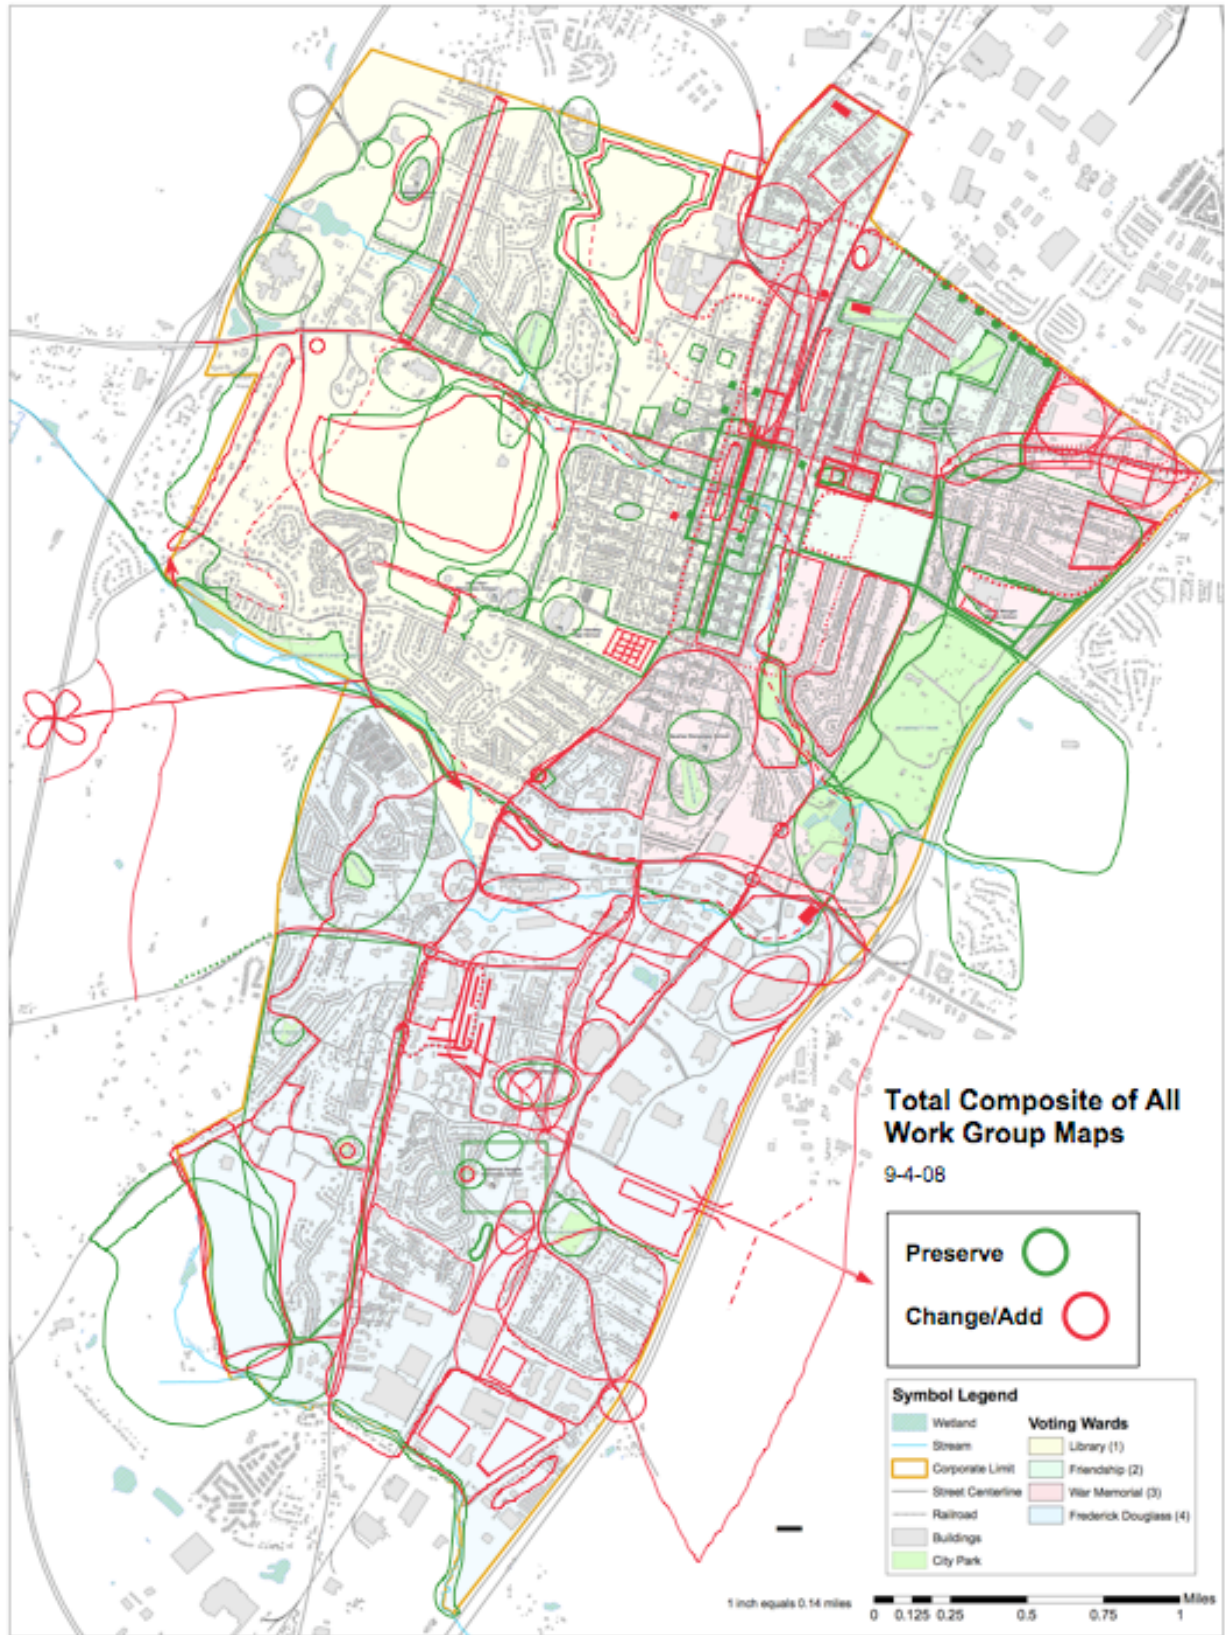 Total Composite of All
Work Group Maps
9-4-08
Preserve
Change/Add
Symbol Legend
Wetland
Stream
Corporate Limit
Street Centerline
Railroad
Buildings
City Park
Voting Wards
Library (1)
Friendship (2)
War Memorial (3)
Frederick Douglass (4)
1 inch equals 0.14 miles
Miles
0 0.125 0.25 0.5 0.75 1